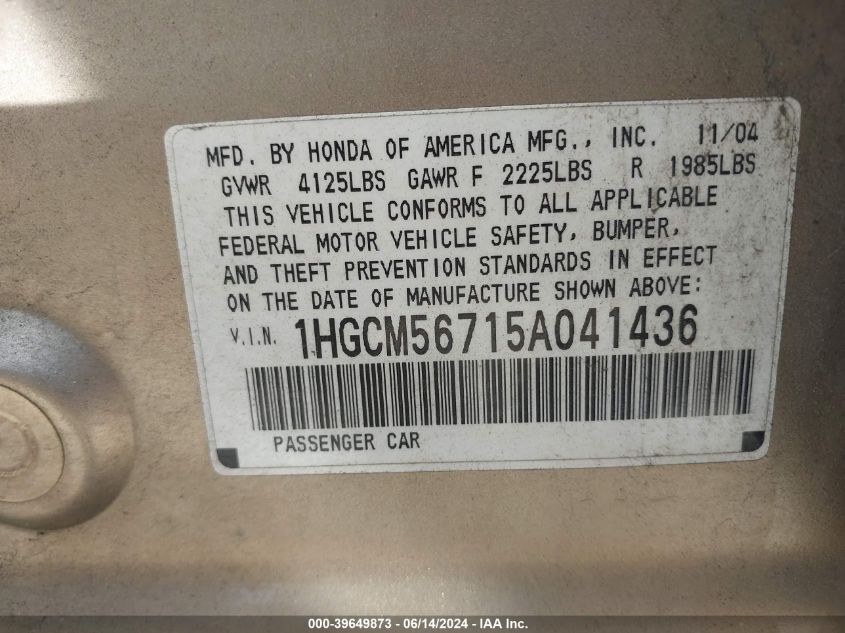 MFD. BY HONDA OF AMERICA MFG., INC. 11/04
GVWR 4125LBS GAWR F 2225LBS R 1985LBS
THIS VEHICLE CONFORMS TO ALL APPLICABLE
FEDERAL MOTOR VEHICLE SAFETY, BUMPER,
AND THEFT PREVENTION STANDARDS IN EFFECT
ON THE DATE OF MANUFACTURE SHOWN ABOVE:
V.I.N. 1HGCM56715A041436
PASSENGER CAR
000-39649873 - 06/14/2024 - IAA Inc.